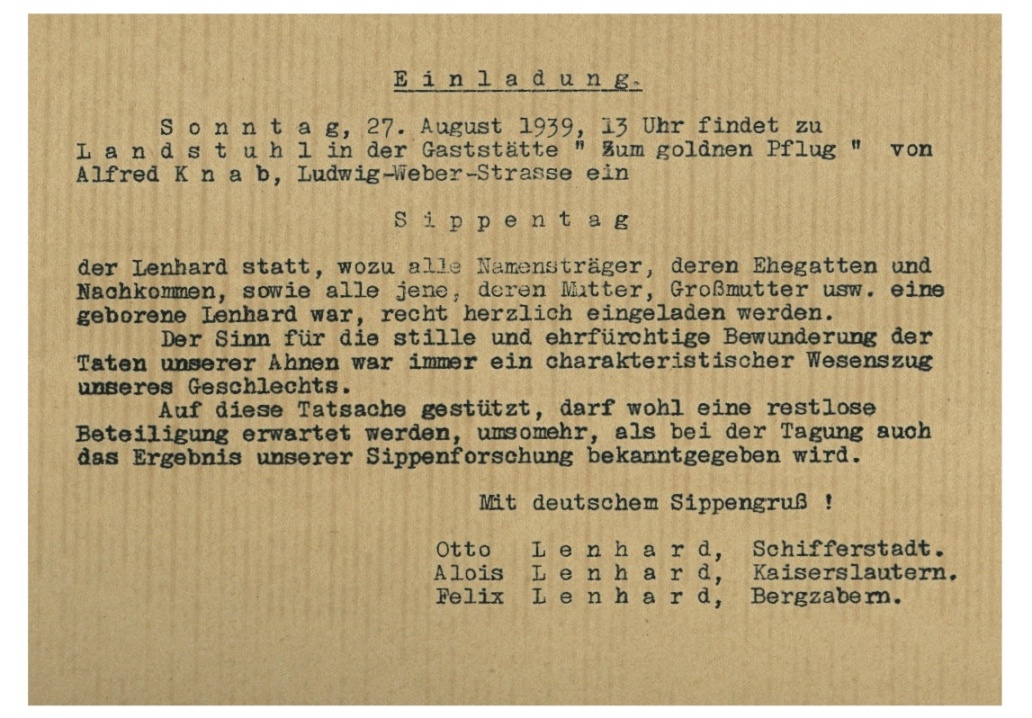 E i n l a d u n g.
S o n n t a g, 27. August 1939, 13 Uhr findet zu
L a n d s t u h l in der Gaststätte " Zum goldnen Pflug " von
Alfred K n a b, Ludwig-Weber-Strasse ein
S i p p e n t a g
der Lenhard statt, wozu alle Namensträger, deren Ehegatten und
Nachkommen, sowie alle jene, deren Mutter, Großmutter usw. eine
geborene Lenhard war, recht herzlich eingeladen werden.
Der Sinn für die stille und ehrfürchtige Bewunderung der
Taten unserer Ahnen war immer ein charakteristischer Wesenszug
unseres Geschlechts.
Auf diese Tatsache gestützt, darf wohl eine restlose
Beteiligung erwartet werden, umsomehr, als bei der Tagung auch
das Ergebnis unserer Sippenforschung bekanntgegeben wird.
Mit deutschem Sippengruß !
Otto L e n h a r d, Schifferstadt.
Alois L e n h a r d, Kaiserslautern.
Felix L e n h a r d, Bergzabern.